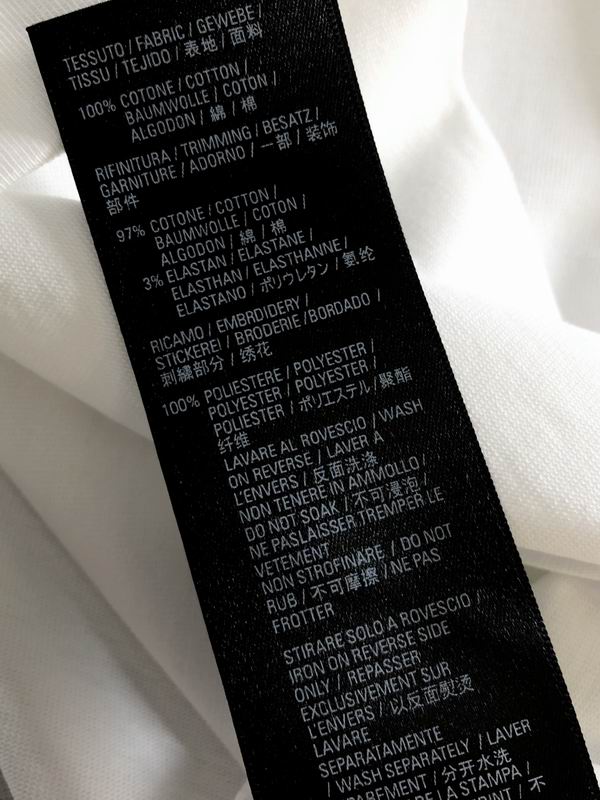 TESSUTO / FABRIC / GEWEBE /
TISSU / TEJIDO / 表地 / 面料
100% COTONE / COTTON /
BAUMWOLLE / COTON /
ALGODON / 綿 / 棉
RIFINITURA / TRIMMING / BESATZ /
GARNITURE / ADORNO / 一部 / 装饰
部件
97% COTONE / COTTON /
BAUMWOLLE / COTON /
ALGODON / 綿 / 棉
3% ELASTAN / ELASTANE /
ELASTHAN / ELASTHANNE /
ELASTANO / ポリウレタン / 氨纶
RICAMO / EMBRDIDERY /
STICKEREI / BRODERIE / BORDADO /
刺繍部分 / 绣花
100% POLIESTERE / POLYESTER /
POLYESTER / POLYESTER /
POLIESTER / ポリエステル / 聚酯
纤维
LAVARE AL ROVESCIO / WASH
ON REVERSE / LAVER A
L'ENVERS / 反面洗涤
NON TENERE IN AMMOLLO /
DO NOT SOAK / 不可浸泡 /
NE PASLAISSER TREMPER LE
VETEMENT
NON STROFINARE / DO NOT
RUB / 不可摩擦 / NE PAS
FROTTER
STIRARE SOLO A ROVESCIO /
IRON ON REVERSE SIDE
ONLY / REPASSER
EXCLUSIVEMENT SUR
L'ENVERS / 以反面熨烫
LAVARE
SEPARATAMENTE
/ WASH SEPARATELY / LAVER
/ 分开水洗
LA STAMPA /
/ 不